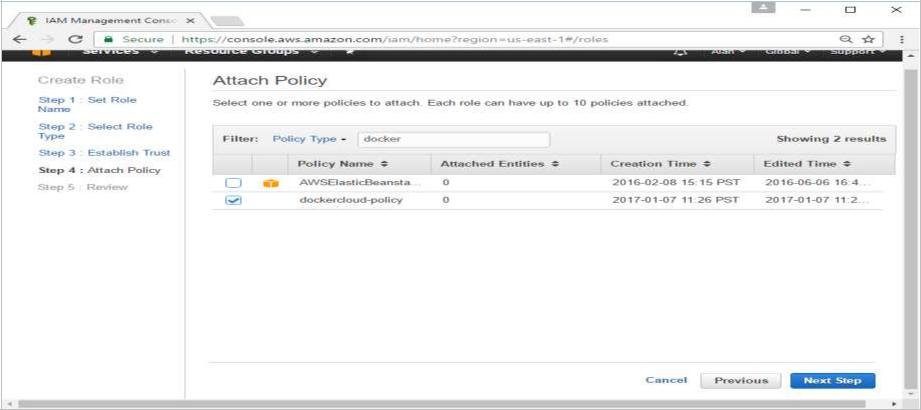 IAM Management Conso
Secure https://console.aws.amazon.com/iam/home?region=us-east-1#/roles
Services Resource Groups Alan Global Support
Create Role
Step 1 : Set Role Name
Step 2 : Select Role Type
Step 3 : Establish Trust
Step 4 : Attach Policy
Step 5 : Review
Attach Policy
Select one or more policies to attach. Each role can have up to 10 policies attached.
Filter: Policy Type docker Showing 2 results
Policy Name Attached Entities Creation Time Edited Time
AWSElasticBeansta... 0 2016-02-08 15:15 PST 2016-06-06 16:4...
dockercloud-policy 0 2017-01-07 11:26 PST 2017-01-07 11:2...
Cancel Previous Next Step